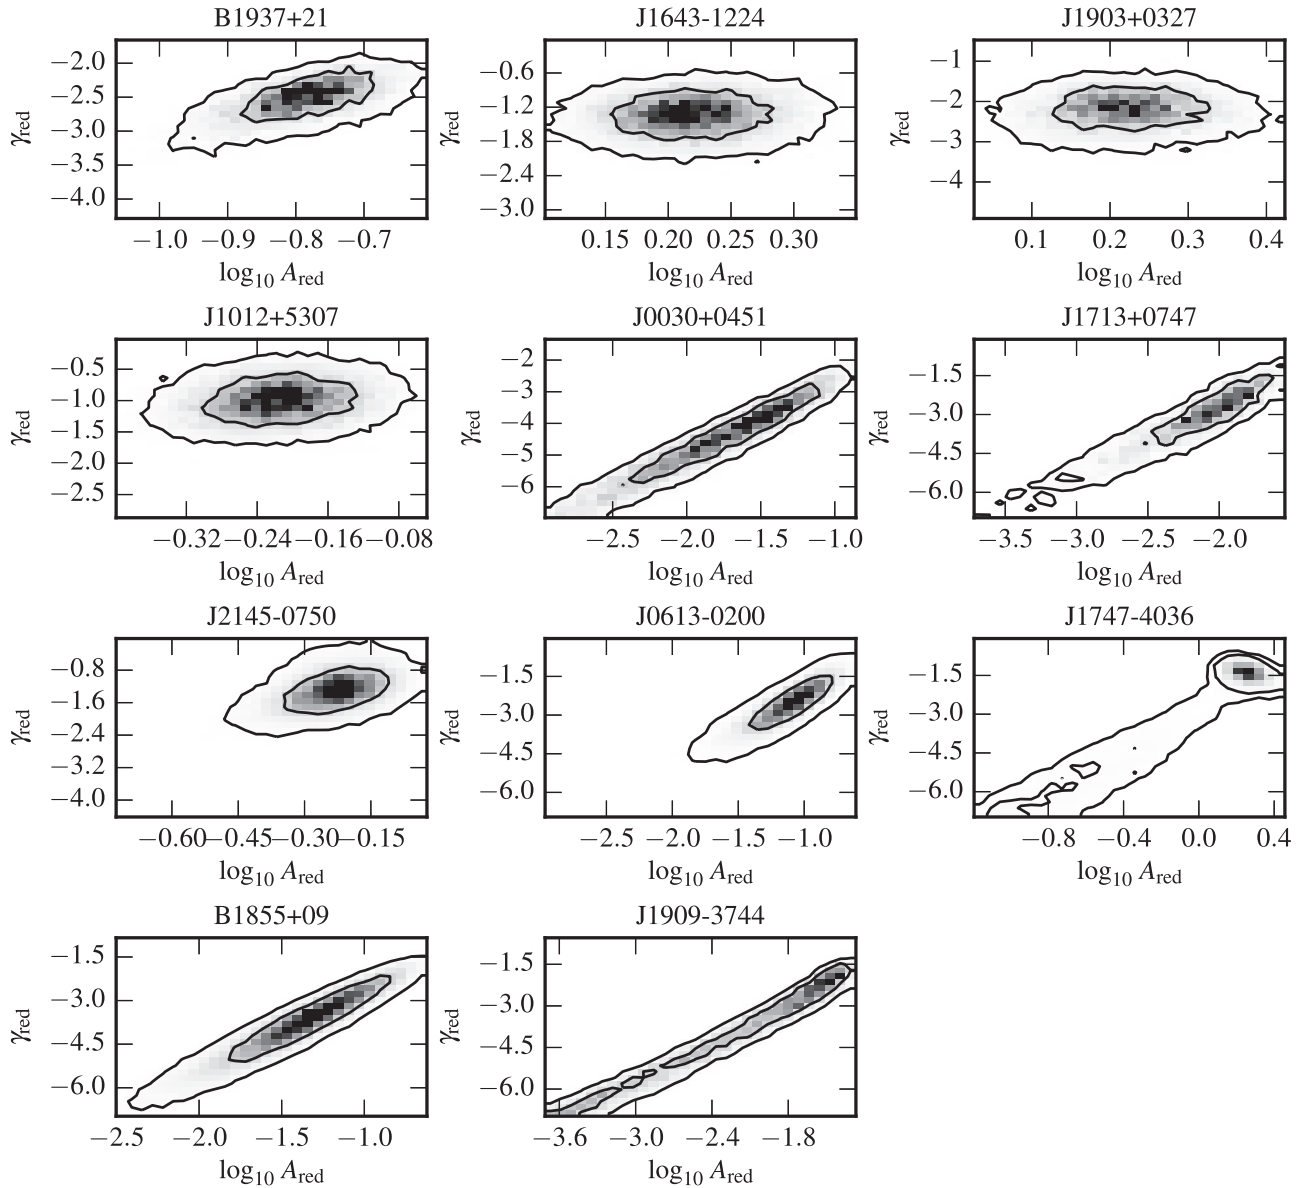 B1937+21 J1643-1224 J1903+0327
γred
−2.0
−2.5
−3.0
−3.5
−4.0
−1.0 −0.9 −0.8 −0.7
log10 Ared
γred
−0.6
−1.2
−1.8
−2.4
−3.0
0.15 0.20 0.25 0.30
log10 Ared
γred
−1
−2
−3
−4
0.1 0.2 0.3 0.4
log10 Ared
J1012+5307 J0030+0451 J1713+0747
γred
−0.5
−1.0
−1.5
−2.0
−2.5
−0.32 −0.24 −0.16 −0.08
log10 Ared
γred
−2
−3
−4
−5
−6
−2.5 −2.0 −1.5 −1.0
log10 Ared
γred
−1.5
−3.0
−4.5
−6.0
−3.5 −3.0 −2.5 −2.0
log10 Ared
J2145-0750 J0613-0200 J1747-4036
γred
−0.8
−1.6
−2.4
−3.2
−4.0
−0.60 −0.45 −0.30 −0.15
log10 Ared
γred
−1.5
−3.0
−4.5
−6.0
−2.5 −2.0 −1.5 −1.0
log10 Ared
γred
−1.5
−3.0
−4.5
−6.0
−0.8 −0.4 0.0 0.4
log10 Ared
B1855+09 J1909-3744
γred
−1.5
−3.0
−4.5
−6.0
−2.5 −2.0 −1.5 −1.0
log10 Ared
γred
−1.5
−3.0
−4.5
−6.0
−3.6 −3.0 −2.4 −1.8
log10 Ared